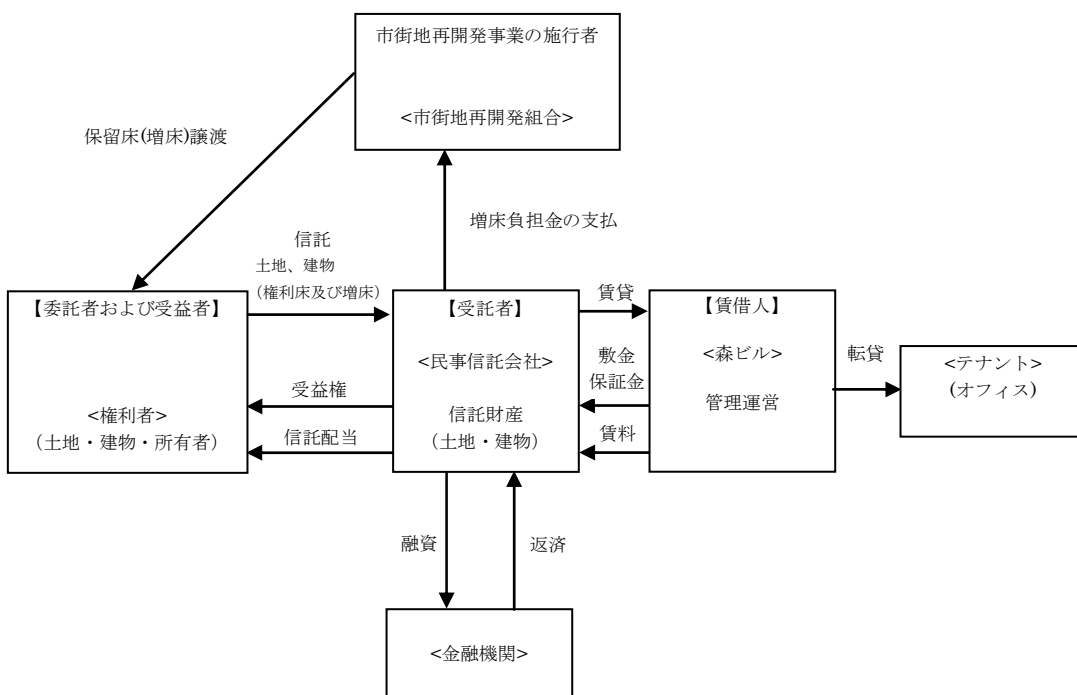 市街地再開発事業の施行者
<市街地再開発組合>
保留床(増床)譲渡
増床負担金の支払
信託
土地、建物
（権利床及び増床）
【委託者および受益者】
<権利者>
（土地・建物・所有者）
受益権
信託配当
【受託者】
<民事信託会社>
信託財産
（土地・建物）
賃貸
敷金
保証金
賃料
【賃借人】
<森ビル>
管理運営
転貸
<テナント>
(オフィス)
融資
返済
<金融機関>